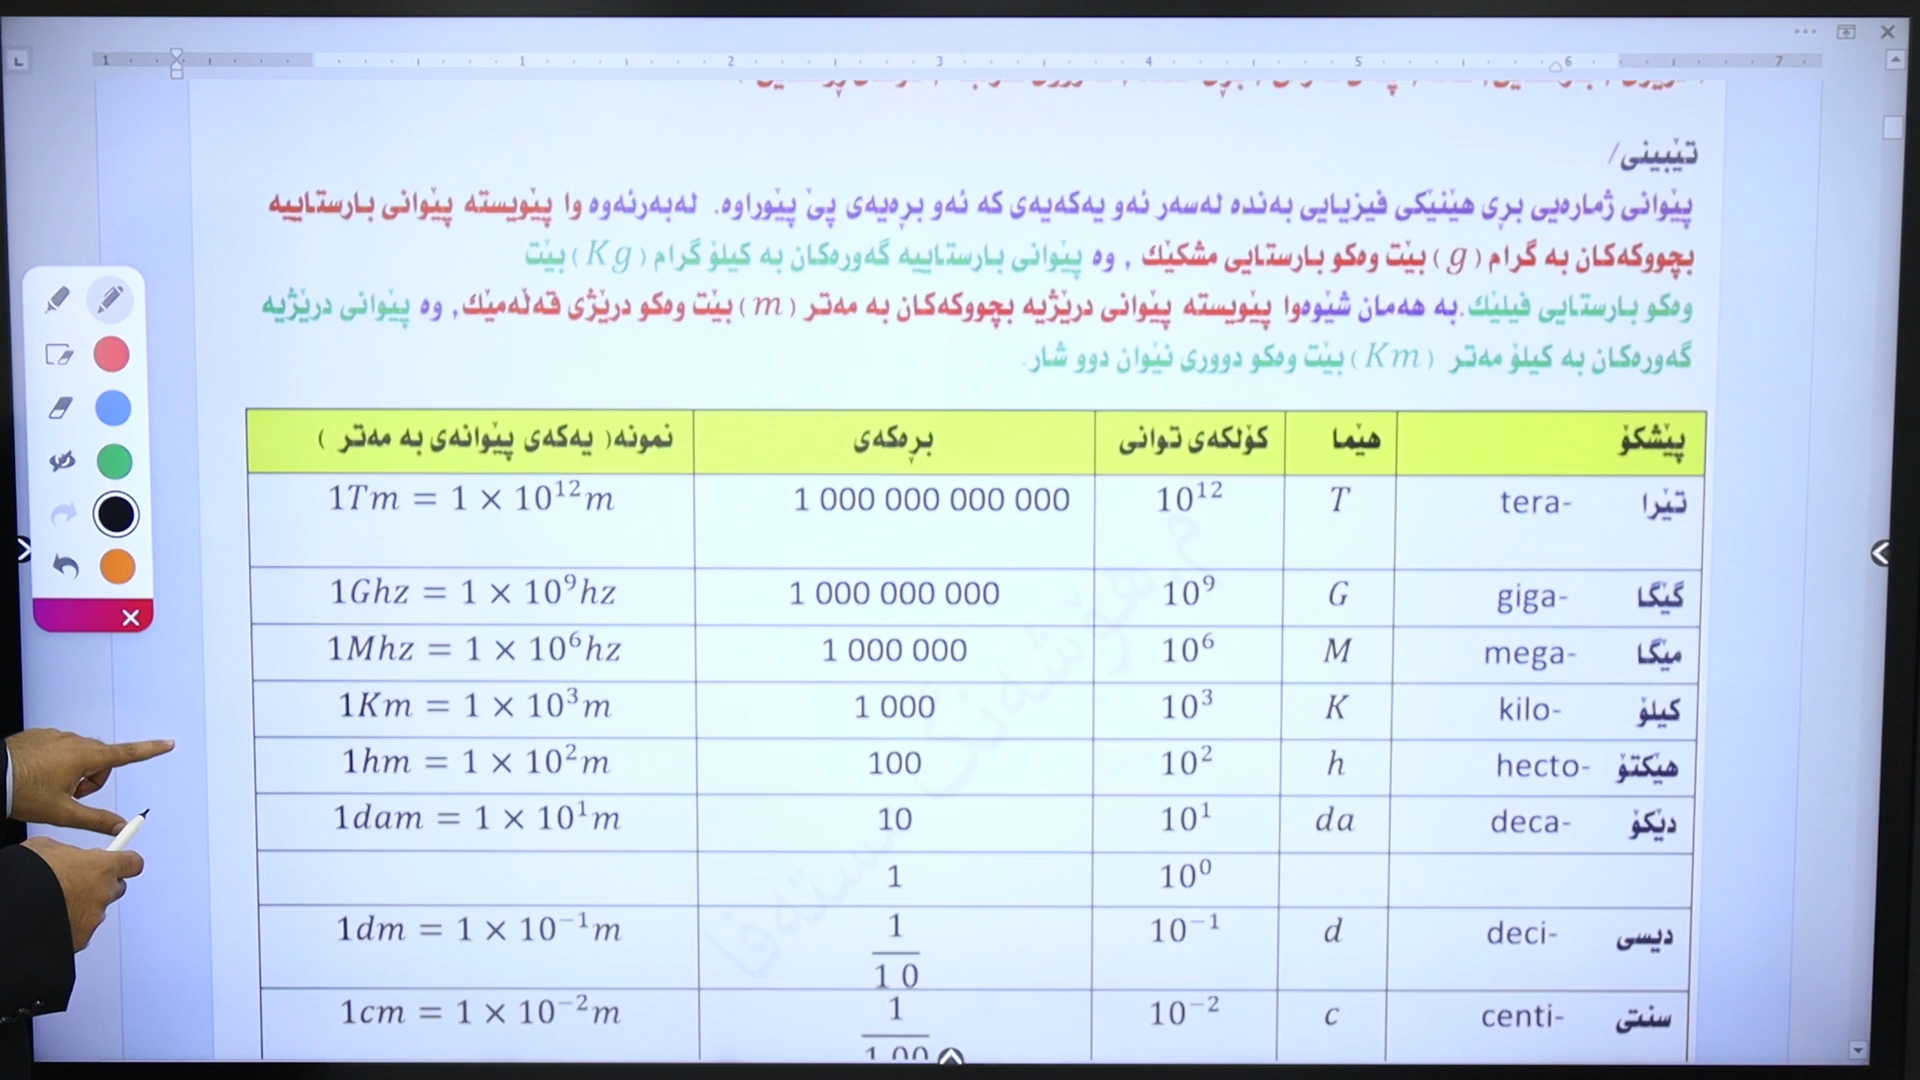 تێبینی/
پێوانی ژمارەیی بڕی هێنێکی فیزیایی بەندە لەسەر ئەو یەکەیەی کە ئەو بڕەیەی پێ پێوراوە. لەبەرئەوە وا پێویستە پێوانی بارستاییە
بچووکەکان بە گرام (g) بێت وەکو بارستایی مشکێك , وە پێوانی بارستاییە گەورەکان بە کیلۆ گرام (Kg) بێت
وەکو بارستایی فیلێك. بە هەمان شێوەوا پێویستە پێوانی درێژیە بچووکەکان بە مەتر (m) بێت وەکو درێژی قەڵەمێك, وە پێوانی درێژیە
گەورەکان بە کیلۆ مەتر (Km) بێت وەکو دووری نێوان دوو شار.
پێشکۆ هێما کۆلکەی توانی بڕەکەی نمونە( یەکەی پێوانەی بە مەتر )
تێرا tera- T 10¹² 1 000 000 000 000 1Tm = 1 × 10¹²m
گێگا giga- G 10⁹ 1 000 000 000 1Ghz = 1 × 10⁹hz
مێگا mega- M 10⁶ 1 000 000 1Mhz = 1 × 10⁶hz
کیلۆ kilo- K 10³ 1 000 1Km = 1 × 10³m
هێکتۆ hecto- h 10² 100 1hm = 1 × 10²m
دێکۆ deca- da 10¹ 10 1dam = 1 × 10¹m
10⁰ 1
دیسی deci- d 10⁻¹ 1/10 1dm = 1 × 10⁻¹m
سنتی centi- c 10⁻² 1/100 1cm = 1 × 10⁻²m